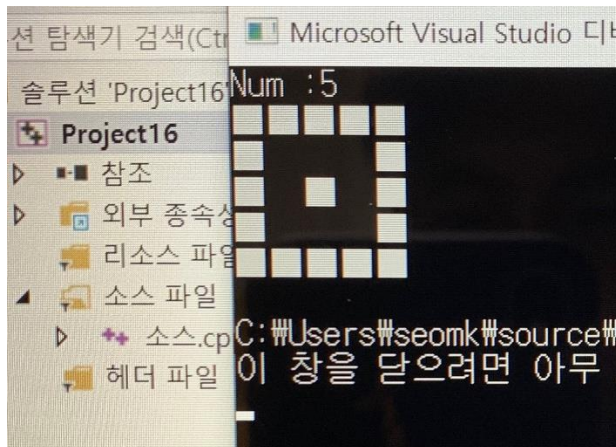 션 탐색기 검색(Ctr
솔루션 'Project16'
Project16
참조
외부 종속성
리소스 파일
소스 파일
소스.cp
헤더 파일
Microsoft Visual Studio 디버
Num :5
■■■■■
■ ■
■ ■ ■
■ ■
■■■■■
C:₩Users₩seomk₩source₩
이 창을 닫으려면 아무